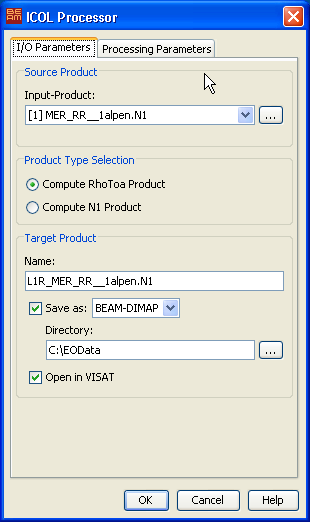 BEAM ICOL Processor
I/O Parameters Processing Parameters
Source Product
Input-Product:
[1] MER_RR__1alpen.N1 ...
Product Type Selection
Compute RhoToa Product
Compute N1 Product
Target Product
Name:
L1R_MER_RR__1alpen.N1
Save as: BEAM-DIMAP
Directory:
C:\EOData ...
Open in VISAT
OK Cancel Help